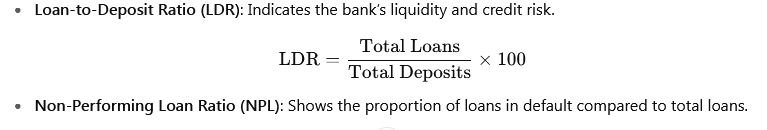 • Loan-to-Deposit Ratio (LDR): Indicates the bank’s liquidity and credit risk.
LDR = Total Loans / Total Deposits × 100
• Non-Performing Loan Ratio (NPL): Shows the proportion of loans in default compared to total loans.